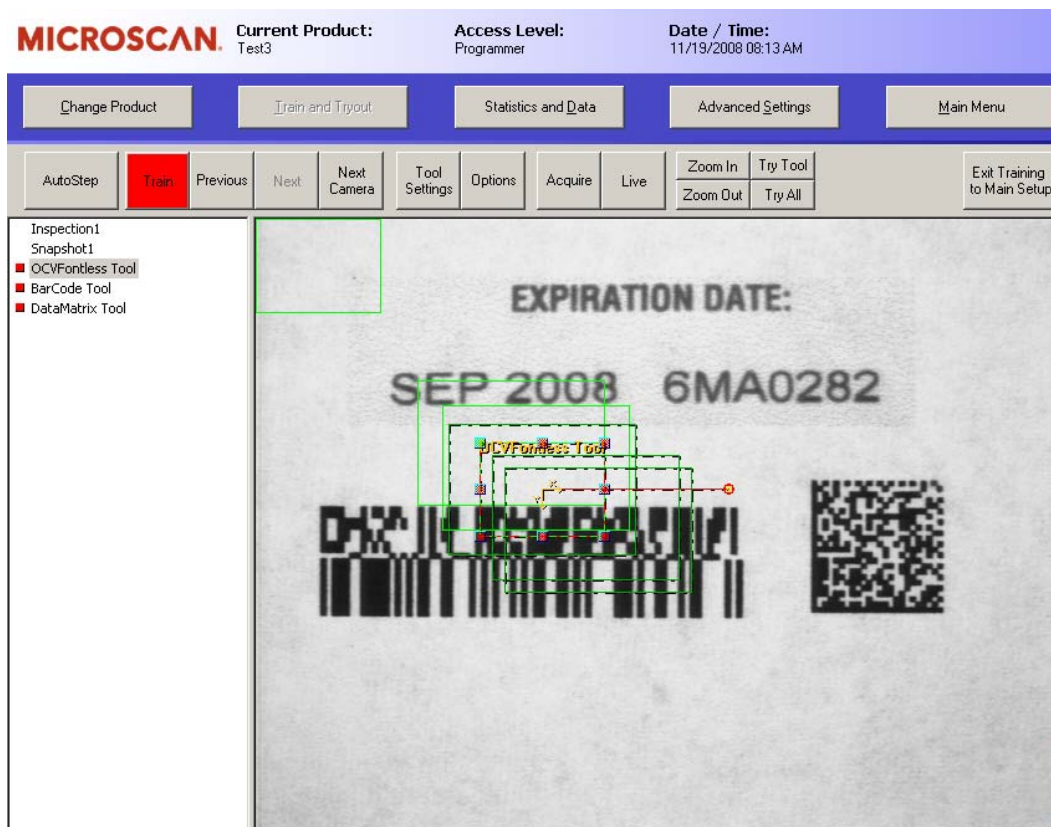 MICROSCAN.
Current Product:
Test3
Access Level:
Programmer
Date / Time:
11/19/2008 08:13 AM
Change Product
Train and Tryout
Statistics and Data
Advanced Settings
Main Menu
AutoStep
Train
Previous
Next
Next Camera
Tool Settings
Options
Acquire
Live
Zoom In
Try Tool
Zoom Out
Try All
Exit Training to Main Setup
Inspection1
Snapshot1
OCVFontless Tool
BarCode Tool
DataMatrix Tool
EXPIRATION DATE:
SEP 2008 6MA0282
OCVFontless Tool